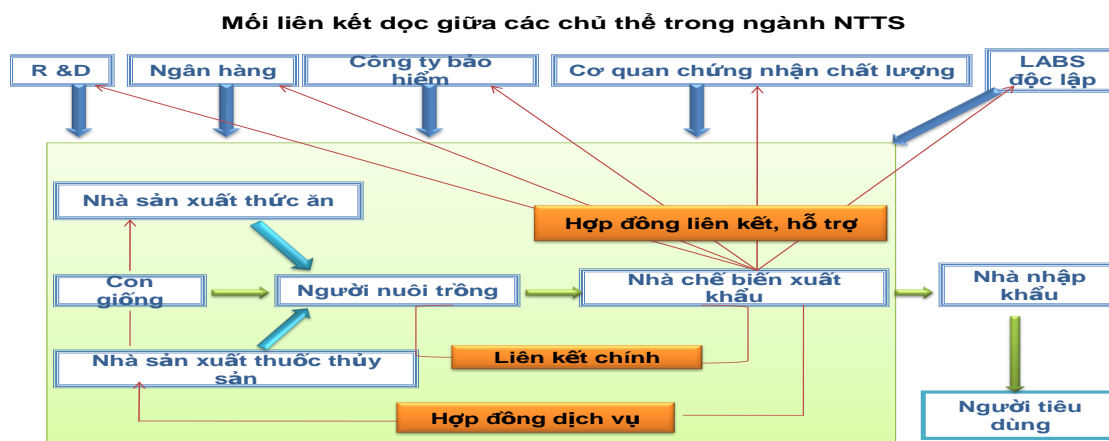 Mối liên kết dọc giữa các chủ thể trong ngành NTTS
R &D
Ngân hàng
Công ty bảo
hiểm
Cơ quan chứng nhận chất lượng
LABS
độc lập
Nhà sản xuất thức ăn
Hợp đồng liên kết, hỗ trợ
Con
giống
Người nuôi trồng
Nhà chế biến xuất
khẩu
Nhà nhập
khẩu
Nhà sản xuất thuốc thủy
sản
Liên kết chính
Hợp đồng dịch vụ
Người tiêu
dùng